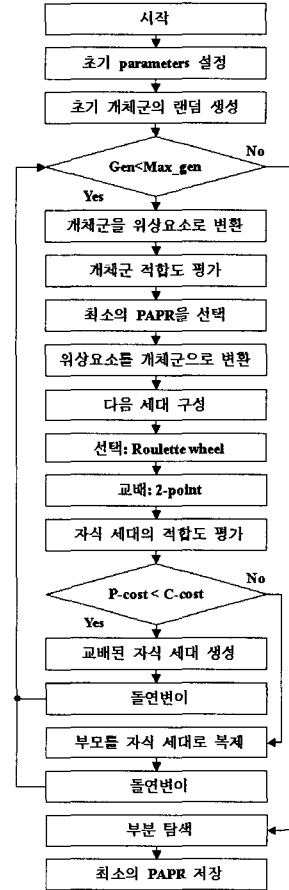 시작
초기 parameters 설정
초기 개체군의 랜덤 생성
Gen<Max_gen
No
Yes
개체군을 위상요소로 변환
개체군 적합도 평가
최소의 PAPR을 선택
위상요소를 개체군으로 변환
다음 세대 구성
선택: Roulette wheel
교배: 2-point
자식 세대의 적합도 평가
P-cost < C-cost
No
Yes
교배된 자식 세대 생성
돌연변이
부모를 자식 세대로 복제
돌연변이
부분 탐색
최소의 PAPR 저장